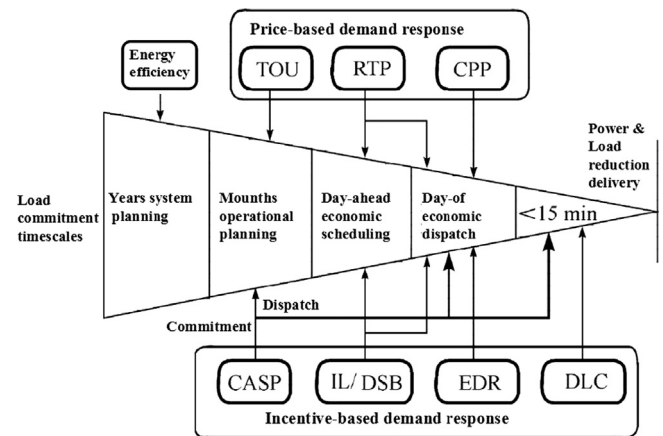 Price-based demand response
Energy
efficiency
TOU
RTP
CPP
Power &
Load
reduction
delivery
Load
commitment
timescales
Years system
planning
Mounths
operational
planning
Day-ahead
economic
scheduling
Day-of
economic
dispatch
<15 min
Dispatch
Commitment
CASP
IL/DSB
EDR
DLC
Incentive-based demand response